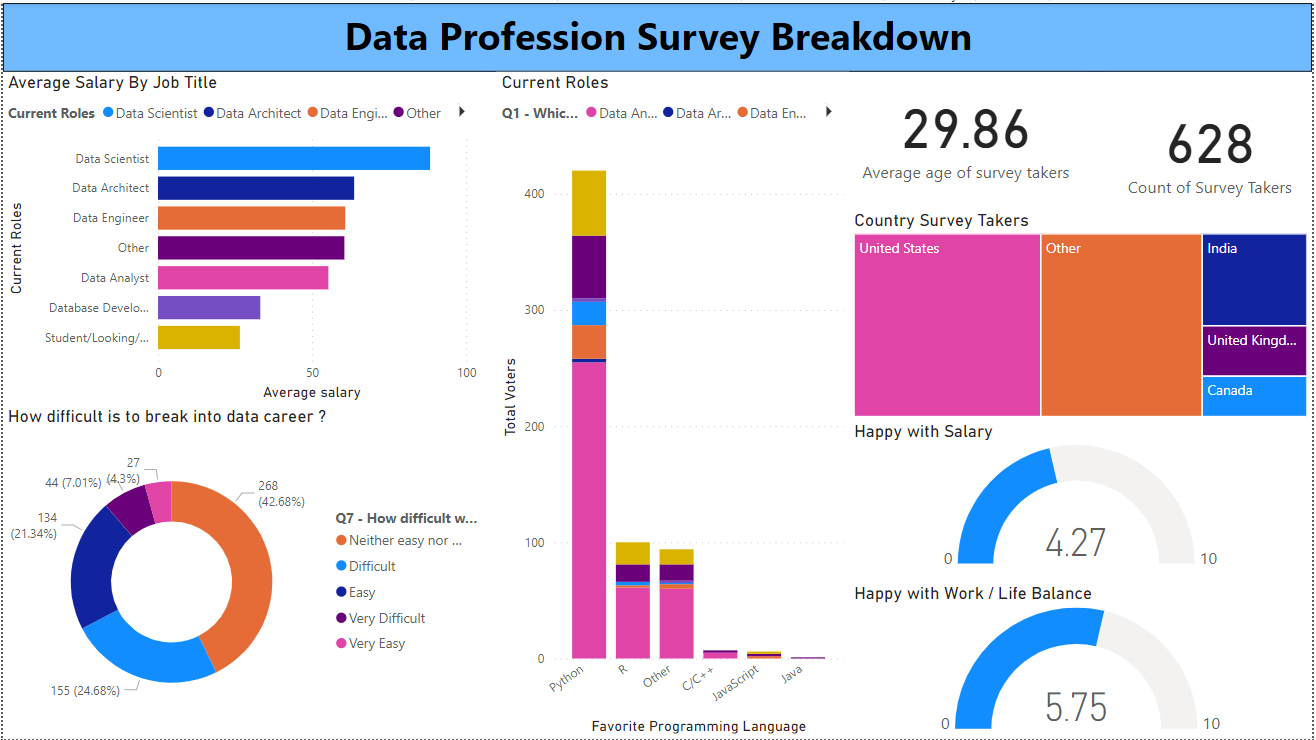 Data Profession Survey Breakdown
Average Salary By Job Title
Current Roles Data Scientist Data Architect Data Engi... Other
Current Roles
Data Scientist
Data Architect
Data Engineer
Other
Data Analyst
Database Develo...
Student/Looking/...
0 50 100
Average salary
How difficult is to break into data career ?
27
(4.3%)
44 (7.01%)
268
(42.68%)
134
(21.34%)
155 (24.68%)
Q7 - How difficult w...
Neither easy nor ...
Difficult
Easy
Very Difficult
Very Easy
Current Roles
Q1 - Whic... Data An... Data Ar... Data En...
Total Voters
400
300
200
100
0
Python R Other C/C++ JavaScript Java
Favorite Programming Language
29.86
Average age of survey takers
628
Count of Survey Takers
Country Survey Takers
United States
Other
India
United Kingd...
Canada
Happy with Salary
4.27
0 10
Happy with Work / Life Balance
5.75
0 10